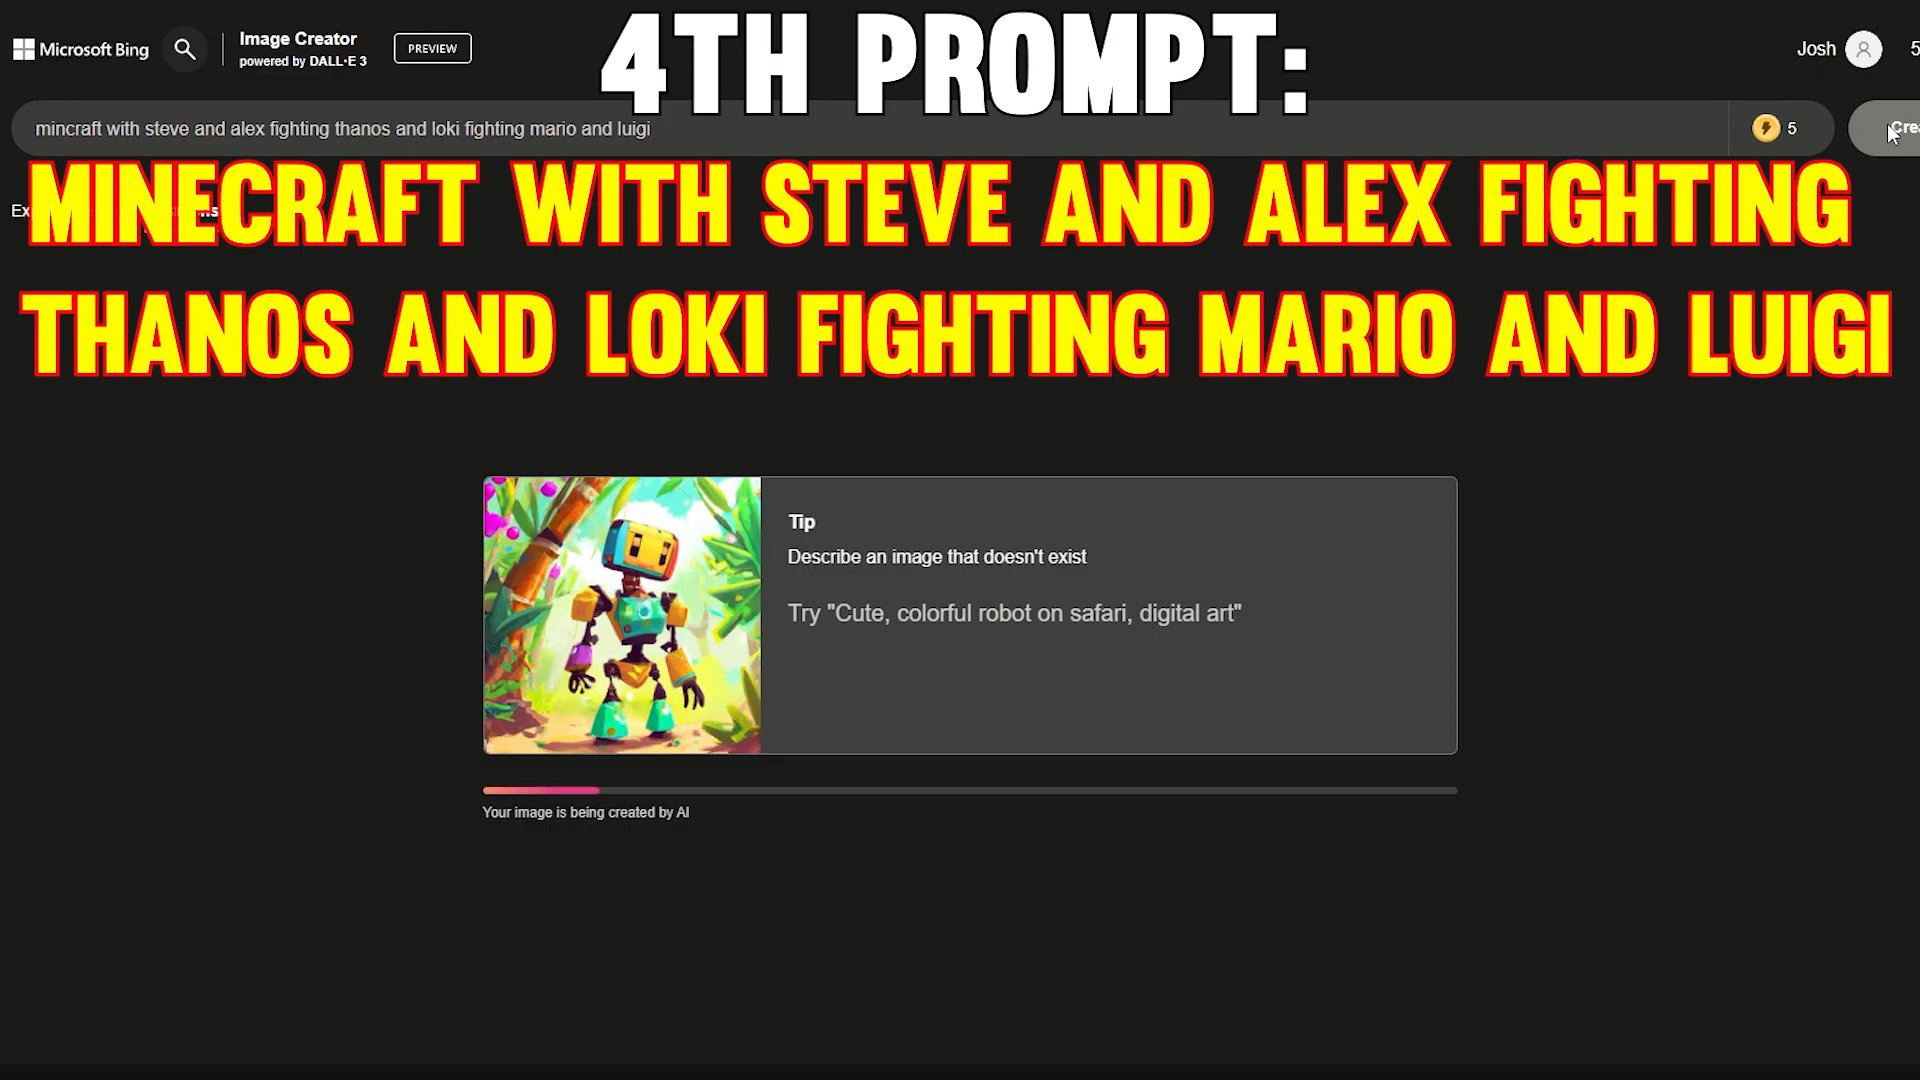 Microsoft Bing
Image Creator
powered by DALL·E 3
PREVIEW
4TH PROMPT:
Josh
5
mincraft with steve and alex fighting thanos and loki fighting mario and luigi
5
MINECRAFT WITH STEVE AND ALEX FIGHTING
THANOS AND LOKI FIGHTING MARIO AND LUIGI
Tip
Describe an image that doesn't exist
Try "Cute, colorful robot on safari, digital art"
Your image is being created by AI